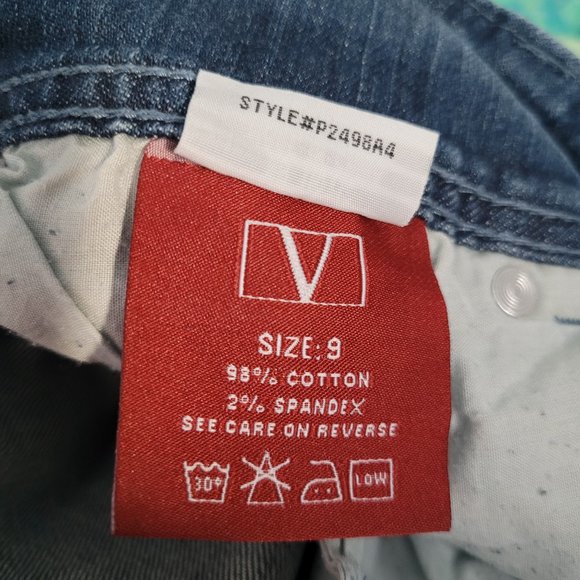 STYLE#P2498A4
V
SIZE: 9
98% COTTON
2% SPANDEX
SEE CARE ON REVERSE
30° LOW